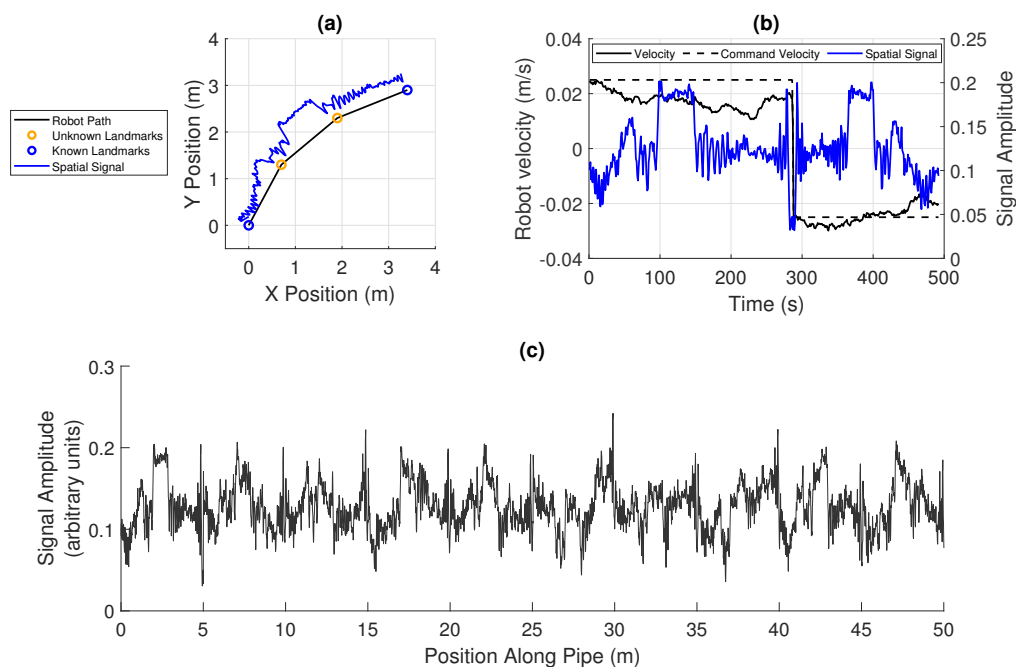 (a)
4
3
2
1
0
Y Position (m)
0 1 2 3 4
X Position (m)
Robot Path
Unknown Landmarks
Known Landmarks
Spatial Signal
(b)
Velocity Command Velocity Spatial Signal
0.04
0.02
0
-0.02
-0.04
Robot velocity (m/s)
0.25
0.2
0.15
0.1
0.05
0
Signal Amplitude
0 100 200 300 400 500
Time (s)
(c)
0.3
0.2
0.1
0
Signal Amplitude
(arbitrary units)
0 5 10 15 20 25 30 35 40 45 50
Position Along Pipe (m)